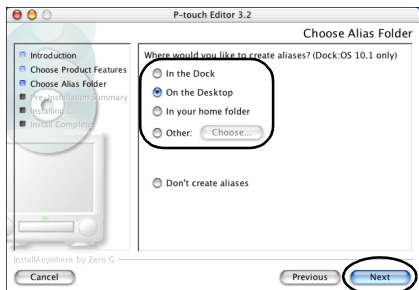 P-touch Editor 3.2
Choose Alias Folder
Introduction
Choose Product Features
Choose Alias Folder
Pre-Installation Summary
Installing...
Install Complete
Where would you like to create aliases? (Dock:OS 10.1 only)
In the Dock
On the Desktop
In your home folder
Other: Choose...
Don't create aliases
InstallAnywhere by Zero G
Cancel Previous Next